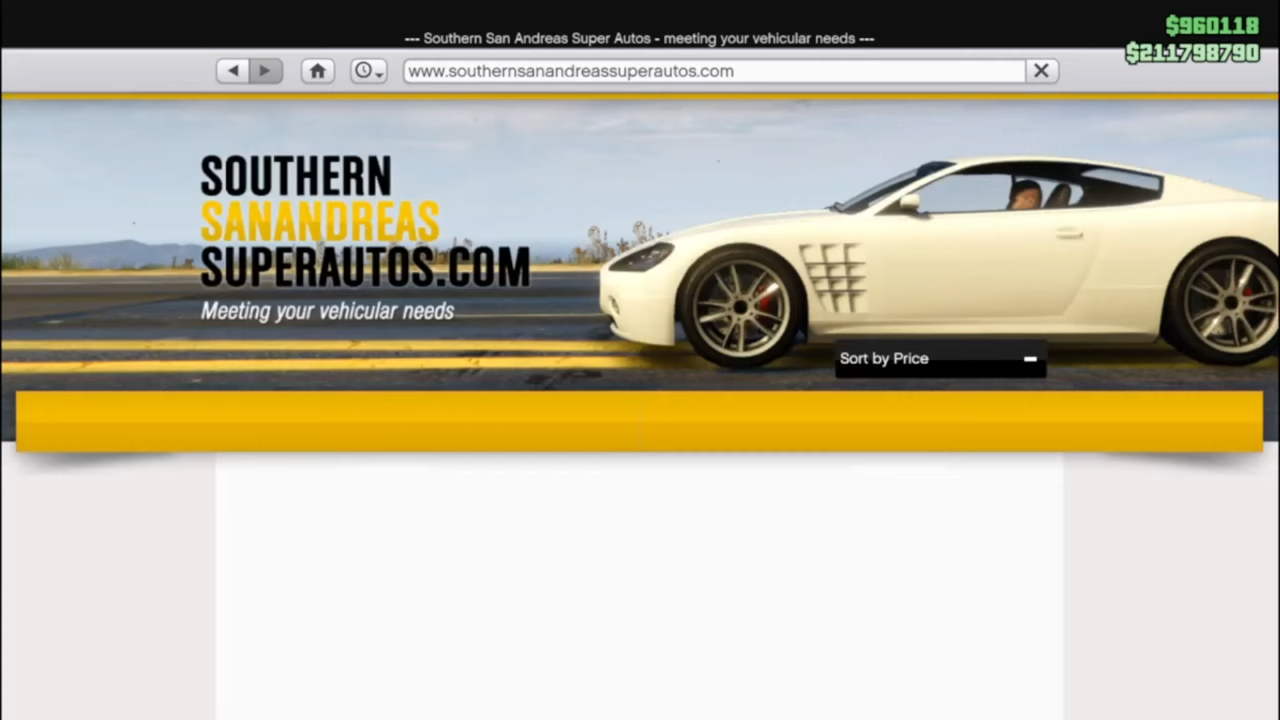 $960118
--- Southern San Andreas Super Autos - meeting your vehicular needs ---
$211798790
www.southernsanandreassuperautos.com
SOUTHERN
SANANDREAS
SUPERAUTOS.COM
Meeting your vehicular needs
Sort by Price